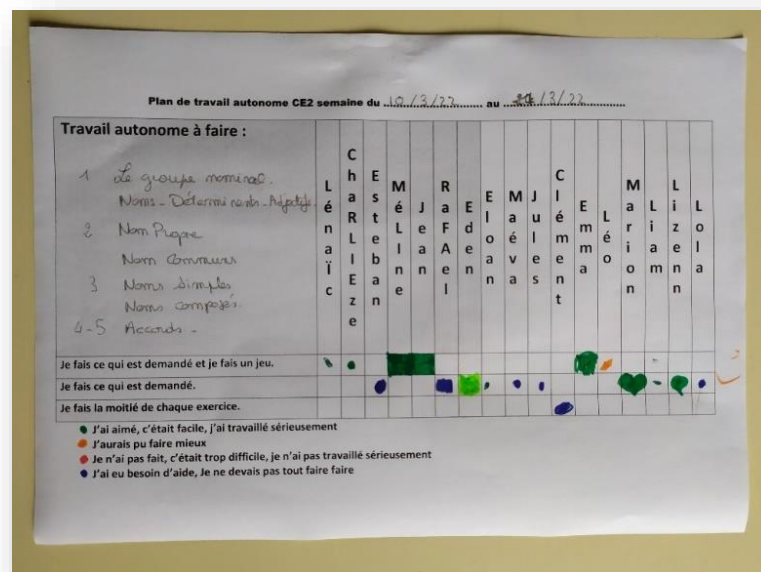 Plan de travail autonome CE2 semaine du 10/3/22 au 24/3/22
Travail autonome à faire :
1 Le groupe nominal.
Noms - Déterminants - Adjectifs.
2 Nom Propre
Nom Communs
3 Noms simples
Noms composés.
4-5 Accords -
LénaÏc
ChaRLIEze
Esteban
MéLIne
Jean
RaFAel
Eden
Eloan
Maéva
Jules
Clément
Emma
Léo
Marion
Liam
Lizenn
Lola
Je fais ce qui est demandé et je fais un jeu.
Je fais ce qui est demandé.
Je fais la moitié de chaque exercice.
J'ai aimé, c'était facile, j'ai travaillé sérieusement
J'aurais pu faire mieux
Je n'ai pas fait, c'était trop difficile, je n'ai pas travaillé sérieusement
J'ai eu besoin d'aide, Je ne devais pas tout faire faire